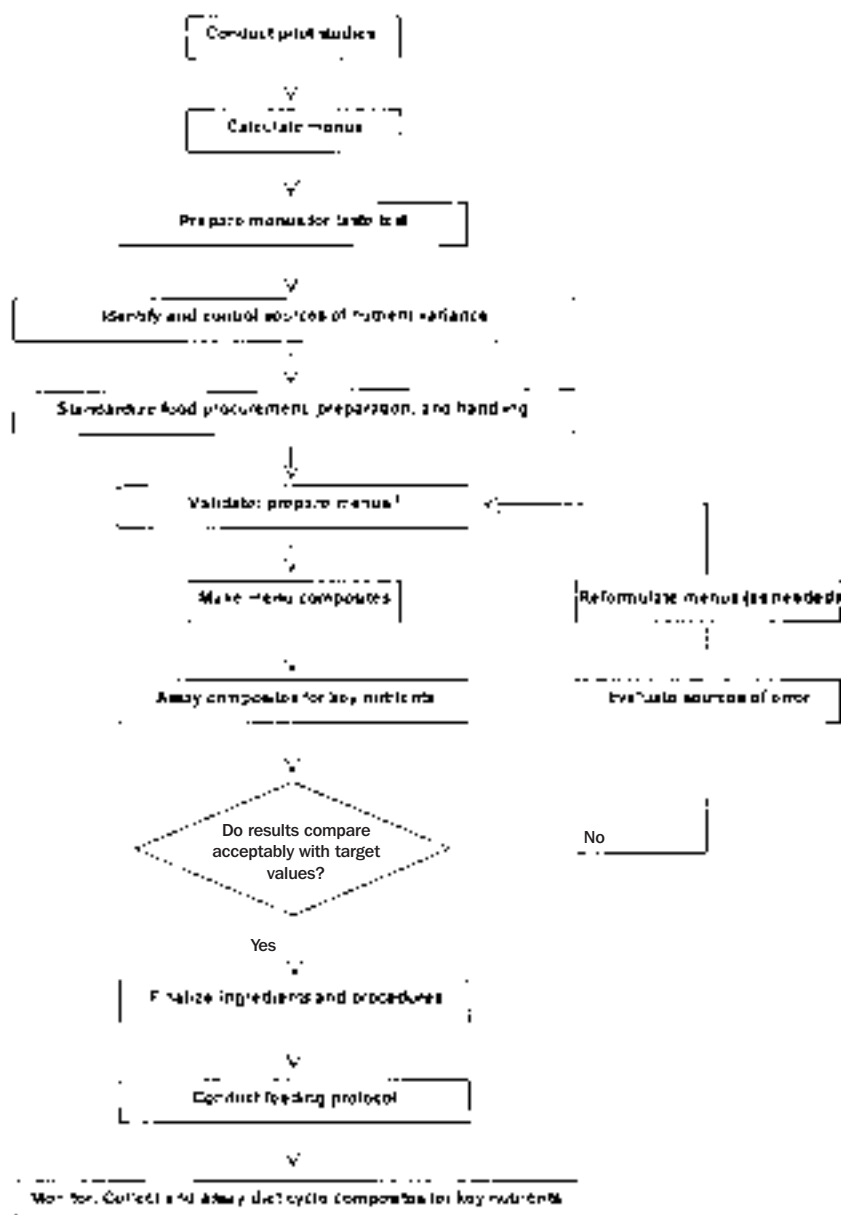 Conduct pilot studies
Calculate menus
Prepare menus for taste test
Identify and control sources of nutrient variance
Standardize food procurement, preparation, and handling
Validate: prepare menus
Make menu composites
Reformulate menus (as needed)
Assay composites for key nutrients
Evaluate sources of error
Do results compare
acceptably with target
values?
No
Yes
Finalize ingredients and procedures
Conduct feeding protocol
Monitor: Collect and assay diet cycle composites for key nutrients